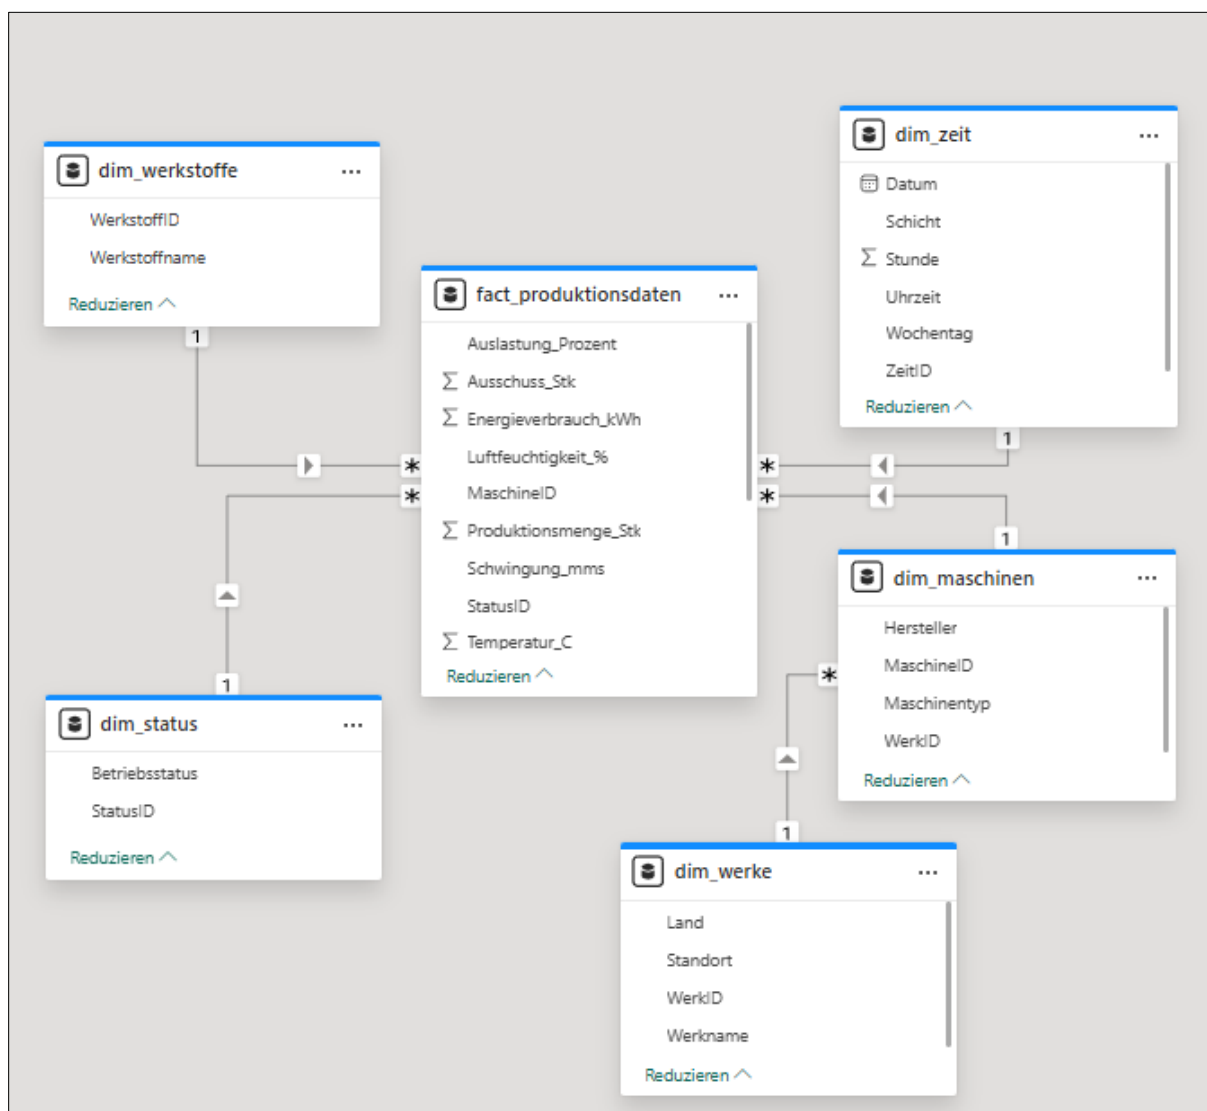 dim_werkstoffe
WerkstoffID
Werkstoffname
Reduzieren
1
dim_zeit
Datum
Schicht
Stunde
Uhrzeit
Wochentag
ZeitID
Reduzieren
1
fact_produktionsdaten
Auslastung_Prozent
Ausschuss_Stk
Energieverbrauch_kWh
Luftfeuchtigkeit_%
MaschineID
Produktionsmenge_Stk
Schwingung_mms
StatusID
Temperatur_C
Reduzieren
*
*
*
*
1
dim_maschinen
Hersteller
MaschineID
Maschinentyp
WerkID
Reduzieren
*
1
dim_status
Betriebsstatus
StatusID
Reduzieren
1
dim_werke
Land
Standort
WerkID
Werkname
Reduzieren